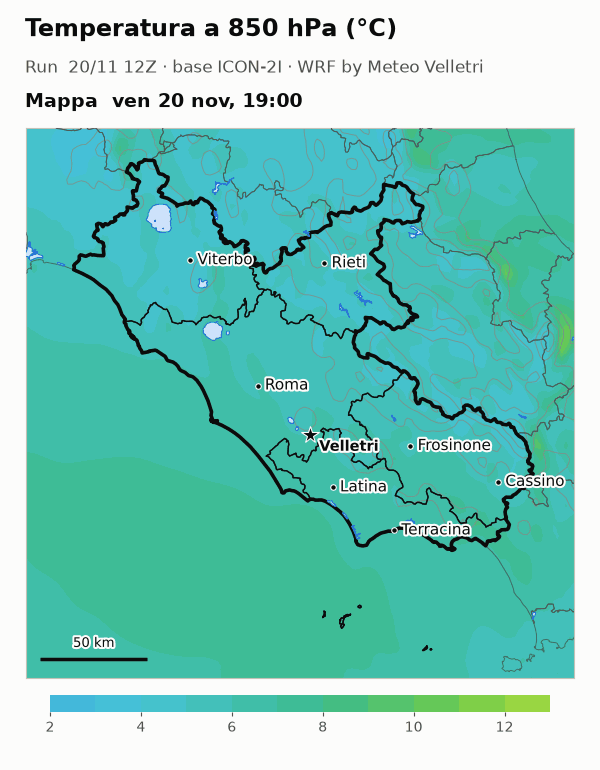 Temperatura a 850 hPa (°C)
Run  20/11 12Z · base ICON-2I · WRF by Meteo Velletri
Mappa  ven 20 nov, 19:00
Viterbo
Rieti
Roma
Velletri
Frosinone
Cassino
Latina
Terracina
50 km
2 4 6 8 10 12